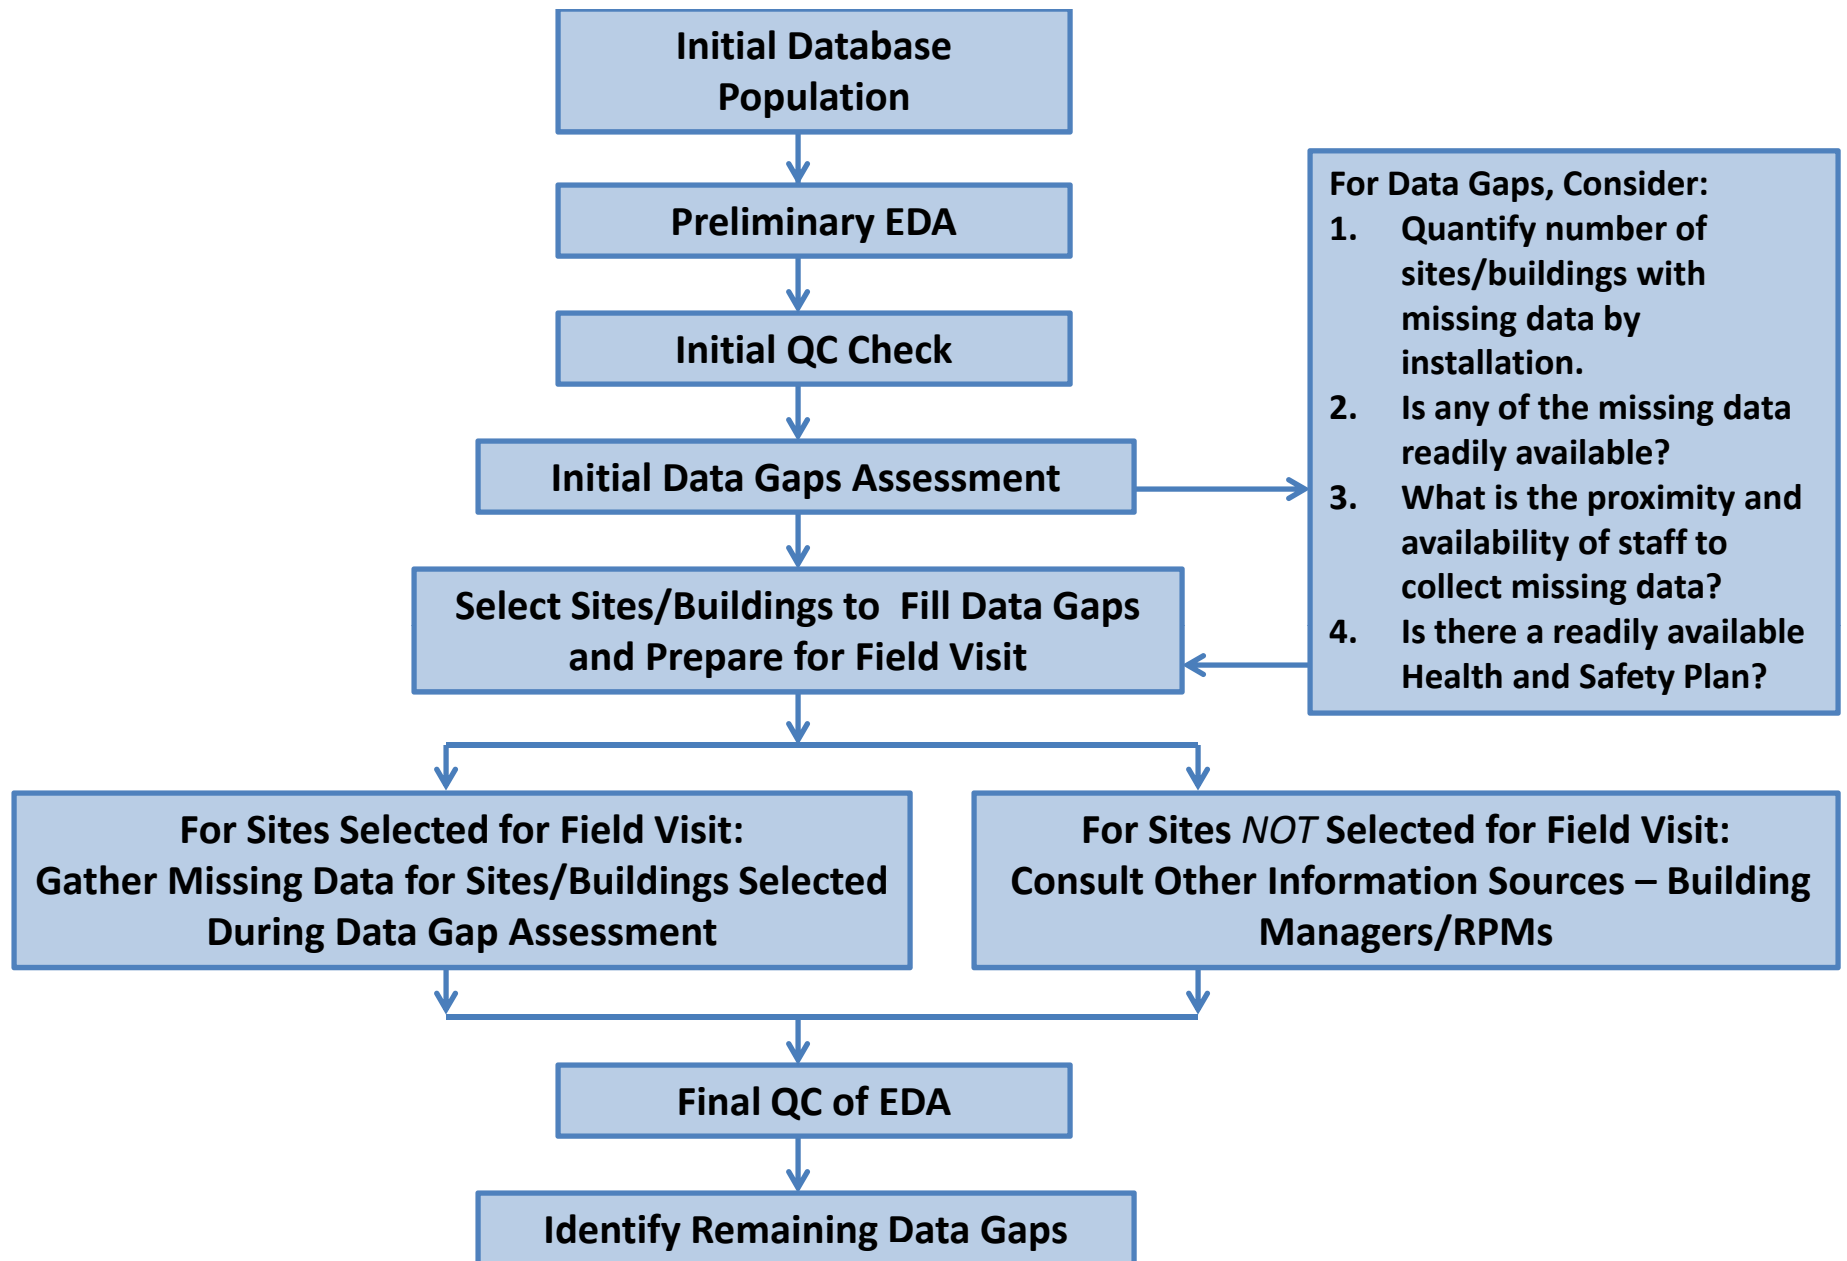 Initial Database
Population
Preliminary EDA
Initial QC Check
Initial Data Gaps Assessment
For Data Gaps, Consider:
1. Quantify number of
sites/buildings with
missing data by
installation.
2. Is any of the missing data
readily available?
3. What is the proximity and
availability of staff to
collect missing data?
4. Is there a readily available
Health and Safety Plan?
Select Sites/Buildings to Fill Data Gaps
and Prepare for Field Visit
For Sites Selected for Field Visit:
Gather Missing Data for Sites/Buildings Selected
During Data Gap Assessment
For Sites NOT Selected for Field Visit:
Consult Other Information Sources – Building
Managers/RPMs
Final QC of EDA
Identify Remaining Data Gaps